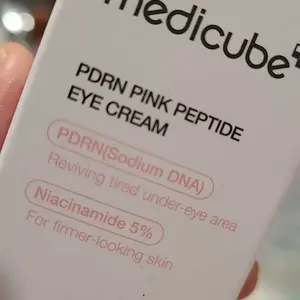 medicube
PDRN PINK PEPTIDE
EYE CREAM
PDRN(Sodium DNA)
Reviving tired under-eye area
Niacinamide 5%
For firmer-looking skin